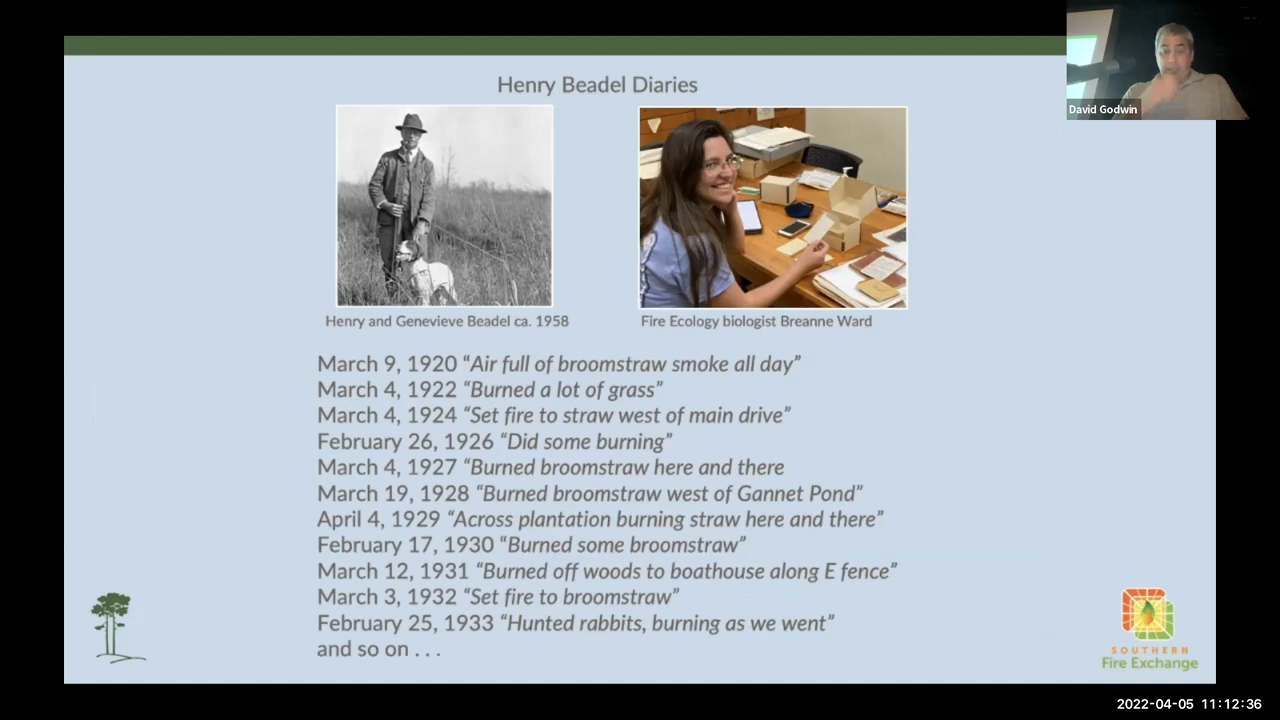 Henry Beadel Diaries
David Godwin
Henry and Genevieve Beadel ca. 1958
Fire Ecology biologist Breanne Ward
March 9, 1920 “Air full of broomstraw smoke all day”
March 4, 1922 “Burned a lot of grass”
March 4, 1924 “Set fire to straw west of main drive”
February 26, 1926 “Did some burning”
March 4, 1927 “Burned broomstraw here and there
March 19, 1928 “Burned broomstraw west of Gannet Pond”
April 4, 1929 “Across plantation burning straw here and there”
February 17, 1930 “Burned some broomstraw”
March 12, 1931 “Burned off woods to boathouse along E fence”
March 3, 1932 “Set fire to broomstraw”
February 25, 1933 “Hunted rabbits, burning as we went”
and so on . . .
SOUTHERN
Fire Exchange
2022-04-05 11:12:36